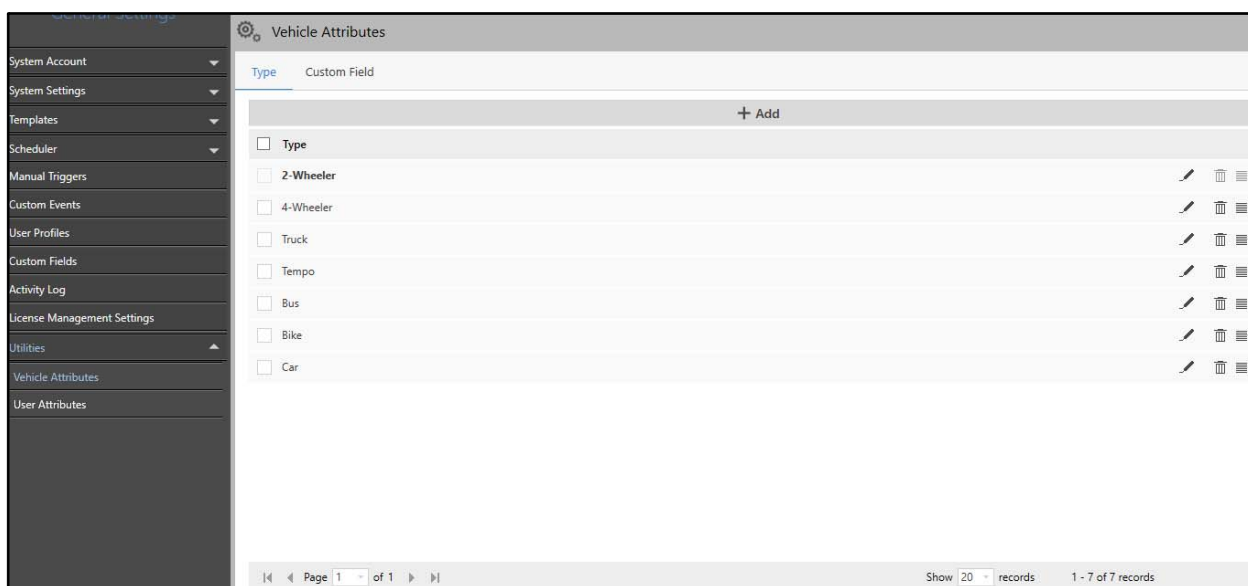 General Settings
Vehicle Attributes
System Account
System Settings
Templates
Scheduler
Manual Triggers
Custom Events
User Profiles
Custom Fields
Activity Log
License Management Settings
Utilities
Vehicle Attributes
User Attributes
Type Custom Field
+ Add
Type
2-Wheeler
4-Wheeler
Truck
Tempo
Bus
Bike
Car
Page 1 of 1
Show 20 records 1 - 7 of 7 records